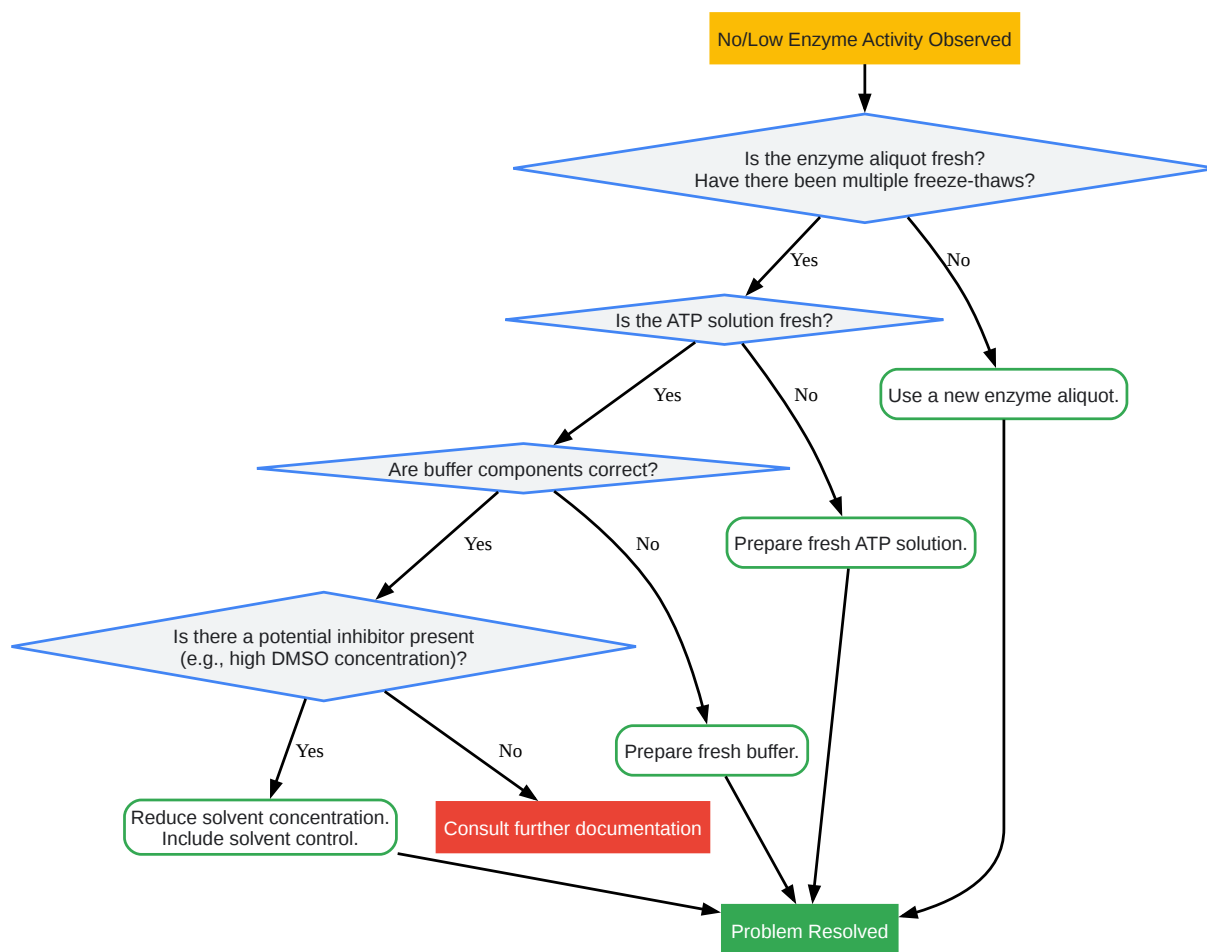 No/Low Enzyme Activity Observed
Is the enzyme aliquot fresh?
Have there been multiple freeze-thaws?
Yes
No
Is the ATP solution fresh?
Use a new enzyme aliquot.
Yes
No
Are buffer components correct?
Prepare fresh ATP solution.
Yes
No
Is there a potential inhibitor present
(e.g., high DMSO concentration)?
Prepare fresh buffer.
Yes
No
Reduce solvent concentration.
Include solvent control.
Consult further documentation
Problem Resolved